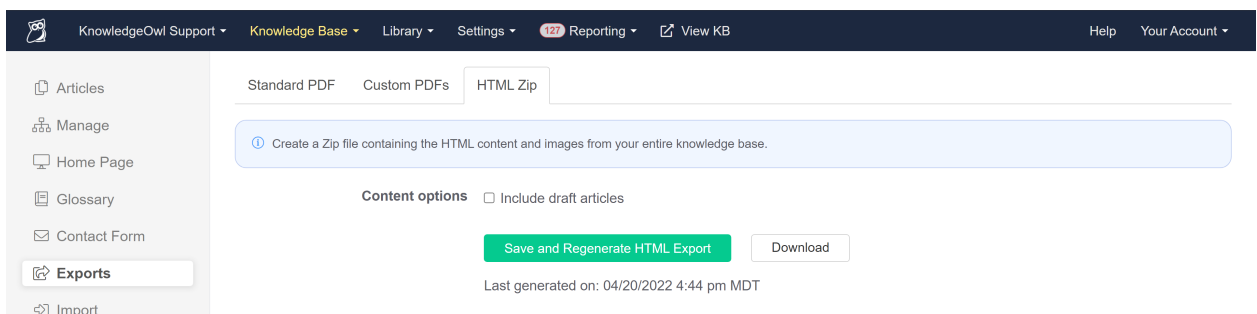 KnowledgeOwl Support Knowledge Base Library Settings 127 Reporting View KB Help Your Account
Articles
Manage
Home Page
Glossary
Contact Form
Exports
Import
Standard PDF Custom PDFs HTML Zip
Create a Zip file containing the HTML content and images from your entire knowledge base.
Content options Include draft articles
Save and Regenerate HTML Export Download
Last generated on: 04/20/2022 4:44 pm MDT